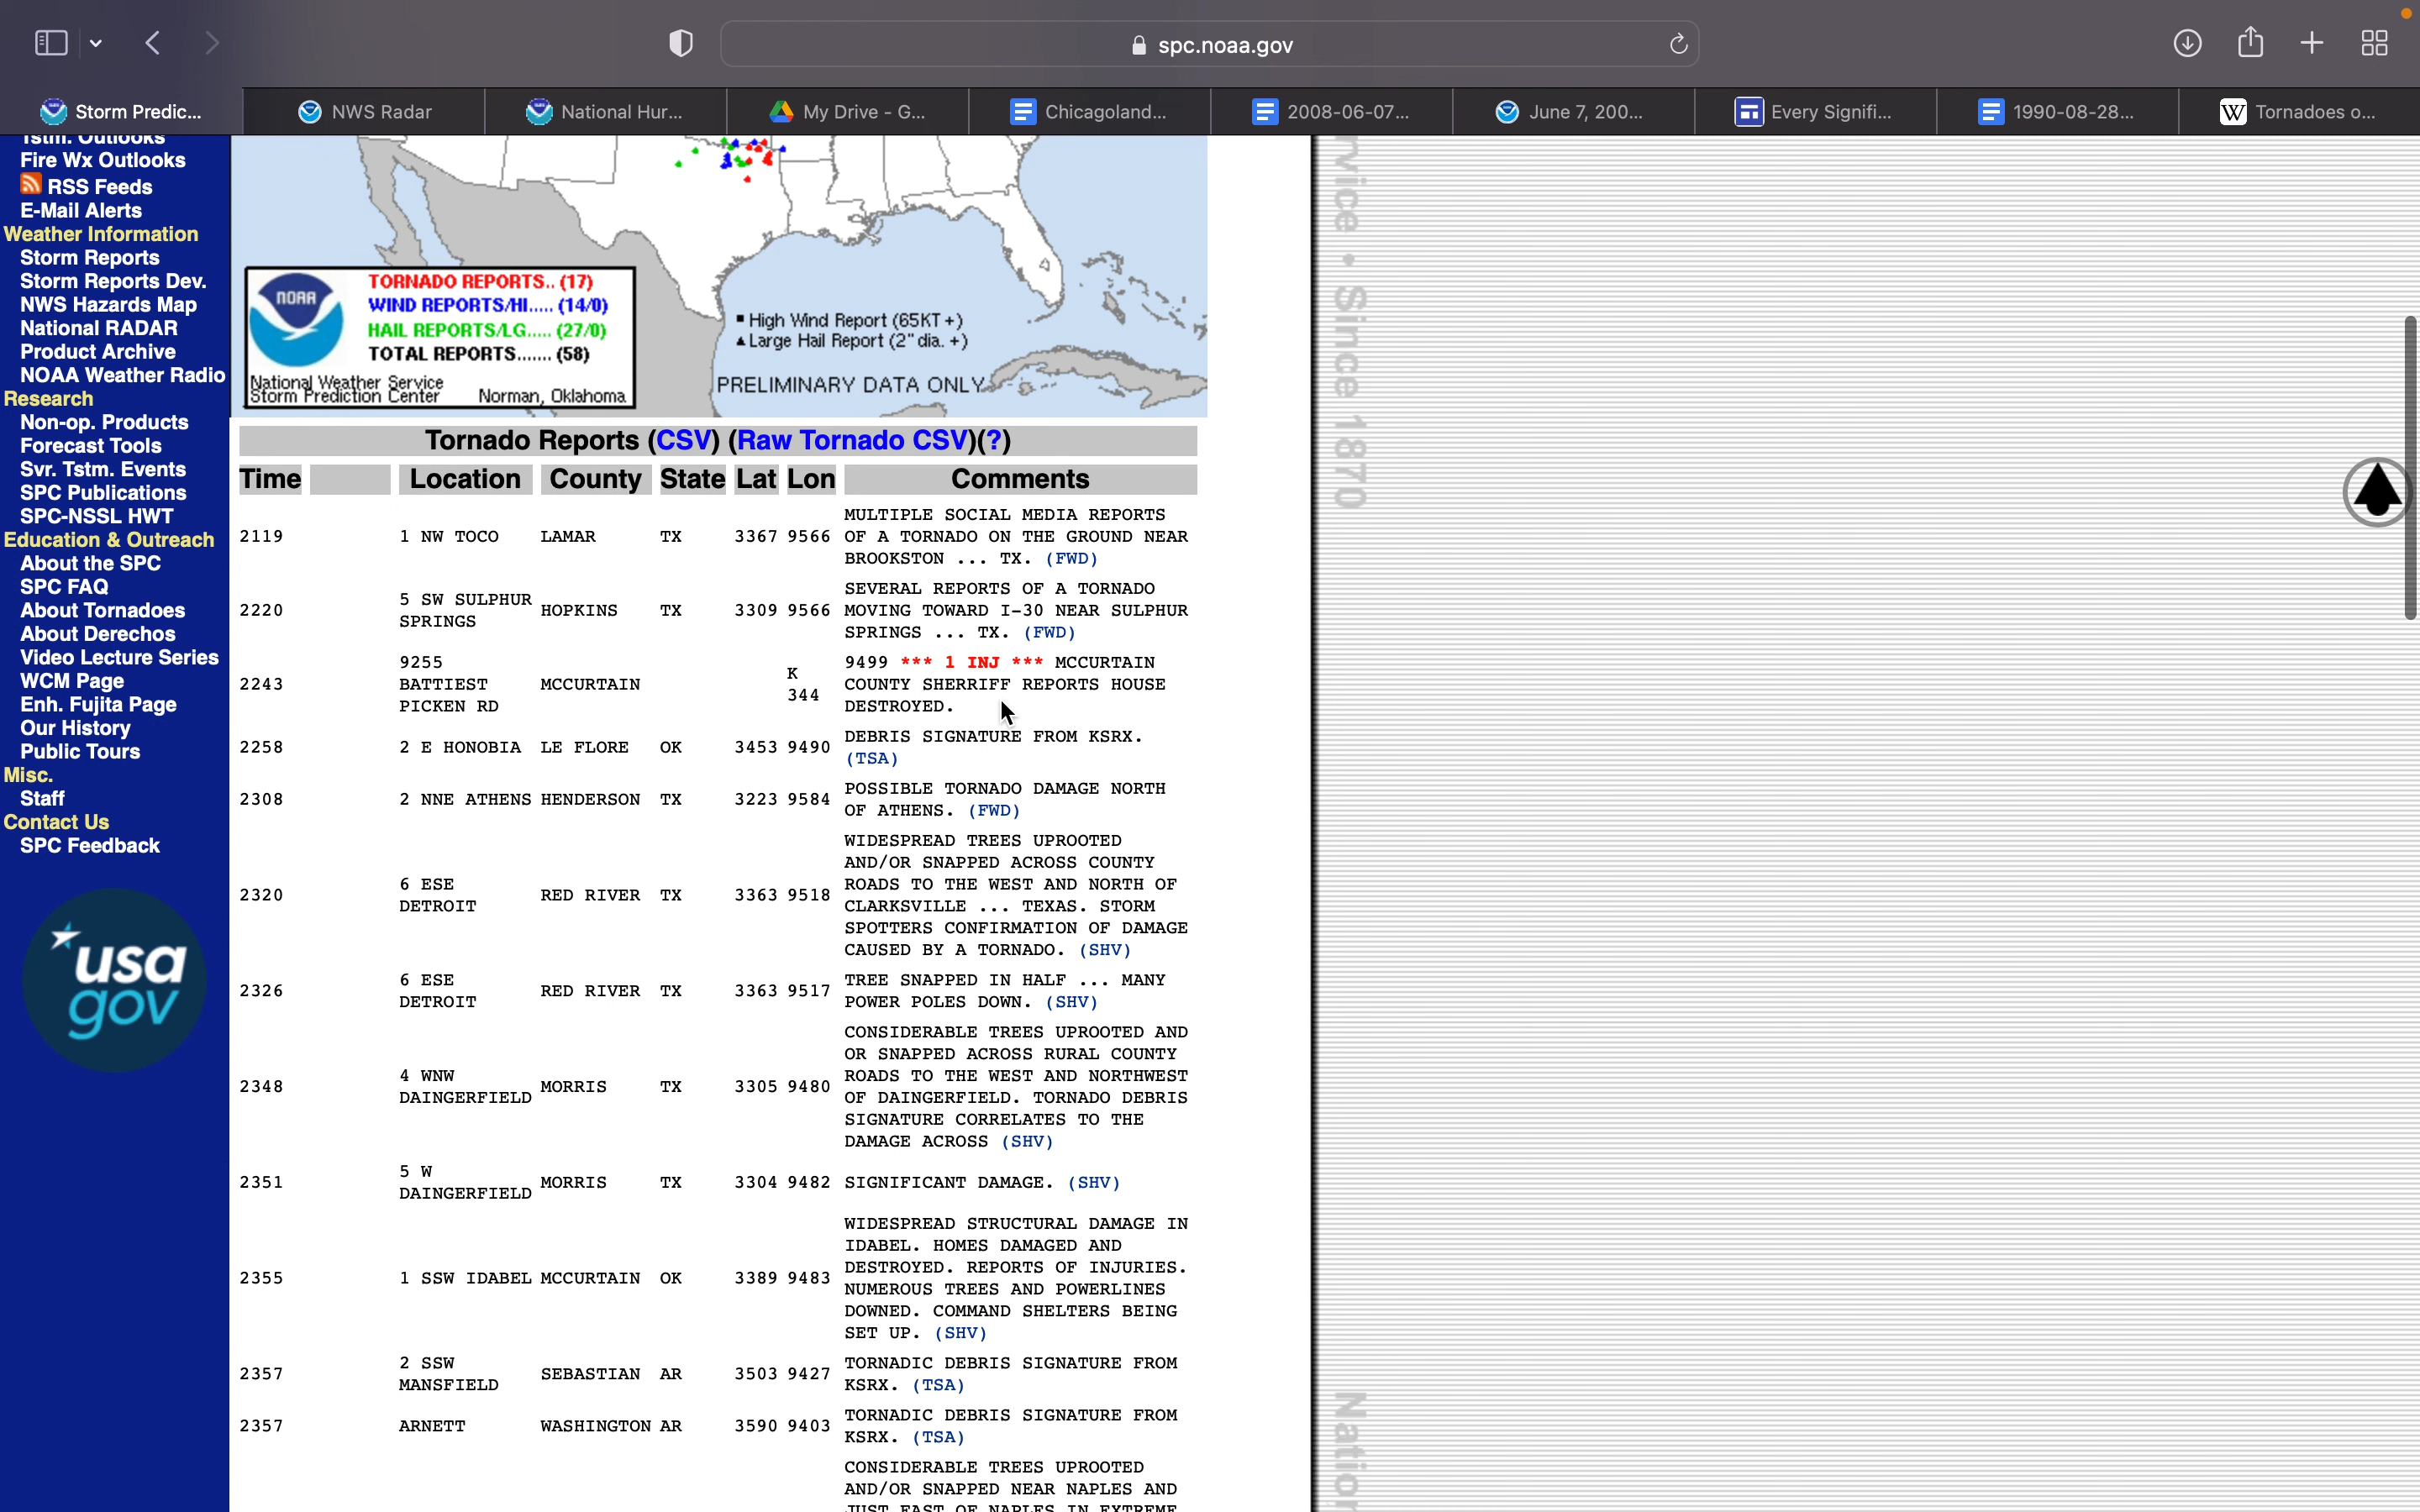 spc.noaa.gov
Storm Predic...
NWS Radar
National Hur...
My Drive - G...
Chicagoland...
2008-06-07...
June 7, 200...
Every Signifi...
1990-08-28...
W Tornadoes o...
Tstm. Outlooks
Fire Wx Outlooks
RSS Feeds
E-Mail Alerts
Weather Information
Storm Reports
Storm Reports Dev.
NWS Hazards Map
National RADAR
Product Archive
NOAA Weather Radio
Research
Non-op. Products
Forecast Tools
Svr. Tstm. Events
SPC Publications
SPC-NSSL HWT
Education & Outreach
About the SPC
SPC FAQ
About Tornadoes
About Derechos
Video Lecture Series
WCM Page
Enh. Fujita Page
Our History
Public Tours
Misc.
Staff
Contact Us
SPC Feedback
usa
gov
NOAA
TORNADO REPORTS.. (17)
WIND REPORTS/HI..... (14/0)
HAIL REPORTS/LG..... (27/0)
TOTAL REPORTS....... (58)
National Weather Service
Storm Prediction Center Norman, Oklahoma
High Wind Report (65KT +)
Large Hail Report (2" dia. +)
PRELIMINARY DATA ONLY
Tornado Reports (CSV) (Raw Tornado CSV)(?)
Time Location County State Lat Lon Comments
2119 1 NW TOCO LAMAR TX 3367 9566
MULTIPLE SOCIAL MEDIA REPORTS
OF A TORNADO ON THE GROUND NEAR
BROOKSTON ... TX. (FWD)
2220 5 SW SULPHUR
SPRINGS HOPKINS TX 3309 9566
SEVERAL REPORTS OF A TORNADO
MOVING TOWARD I-30 NEAR SULPHUR
SPRINGS ... TX. (FWD)
2243 9255
BATTIEST
PICKEN RD MCCURTAIN K
344
9499 *** 1 INJ *** MCCURTAIN
COUNTY SHERRIFF REPORTS HOUSE
DESTROYED.
2258 2 E HONOBIA LE FLORE OK 3453 9490
DEBRIS SIGNATURE FROM KSRX.
(TSA)
2308 2 NNE ATHENS HENDERSON TX 3223 9584
POSSIBLE TORNADO DAMAGE NORTH
OF ATHENS. (FWD)
2320 6 ESE
DETROIT RED RIVER TX 3363 9518
WIDESPREAD TREES UPROOTED
AND/OR SNAPPED ACROSS COUNTY
ROADS TO THE WEST AND NORTH OF
CLARKSVILLE ... TEXAS. STORM
SPOTTERS CONFIRMATION OF DAMAGE
CAUSED BY A TORNADO. (SHV)
2326 6 ESE
DETROIT RED RIVER TX 3363 9517
TREE SNAPPED IN HALF ... MANY
POWER POLES DOWN. (SHV)
2348 4 WNW
DAINGERFIELD MORRIS TX 3305 9480
CONSIDERABLE TREES UPROOTED AND
OR SNAPPED ACROSS RURAL COUNTY
ROADS TO THE WEST AND NORTHWEST
OF DAINGERFIELD. TORNADO DEBRIS
SIGNATURE CORRELATES TO THE
DAMAGE ACROSS (SHV)
2351 5 W
DAINGERFIELD MORRIS TX 3304 9482
SIGNIFICANT DAMAGE. (SHV)
2355 1 SSW IDABEL MCCURTAIN OK 3389 9483
WIDESPREAD STRUCTURAL DAMAGE IN
IDABEL. HOMES DAMAGED AND
DESTROYED. REPORTS OF INJURIES.
NUMEROUS TREES AND POWERLINES
DOWNED. COMMAND SHELTERS BEING
SET UP. (SHV)
2357 2 SSW
MANSFIELD SEBASTIAN AR 3503 9427
TORNADIC DEBRIS SIGNATURE FROM
KSRX. (TSA)
2357 ARNETT WASHINGTON AR 3590 9403
TORNADIC DEBRIS SIGNATURE FROM
KSRX. (TSA)
CONSIDERABLE TREES UPROOTED
AND/OR SNAPPED NEAR NAPLES AND
JUST EAST OF NAPLES IN EXTREME
rvice • Since 1870
Nation